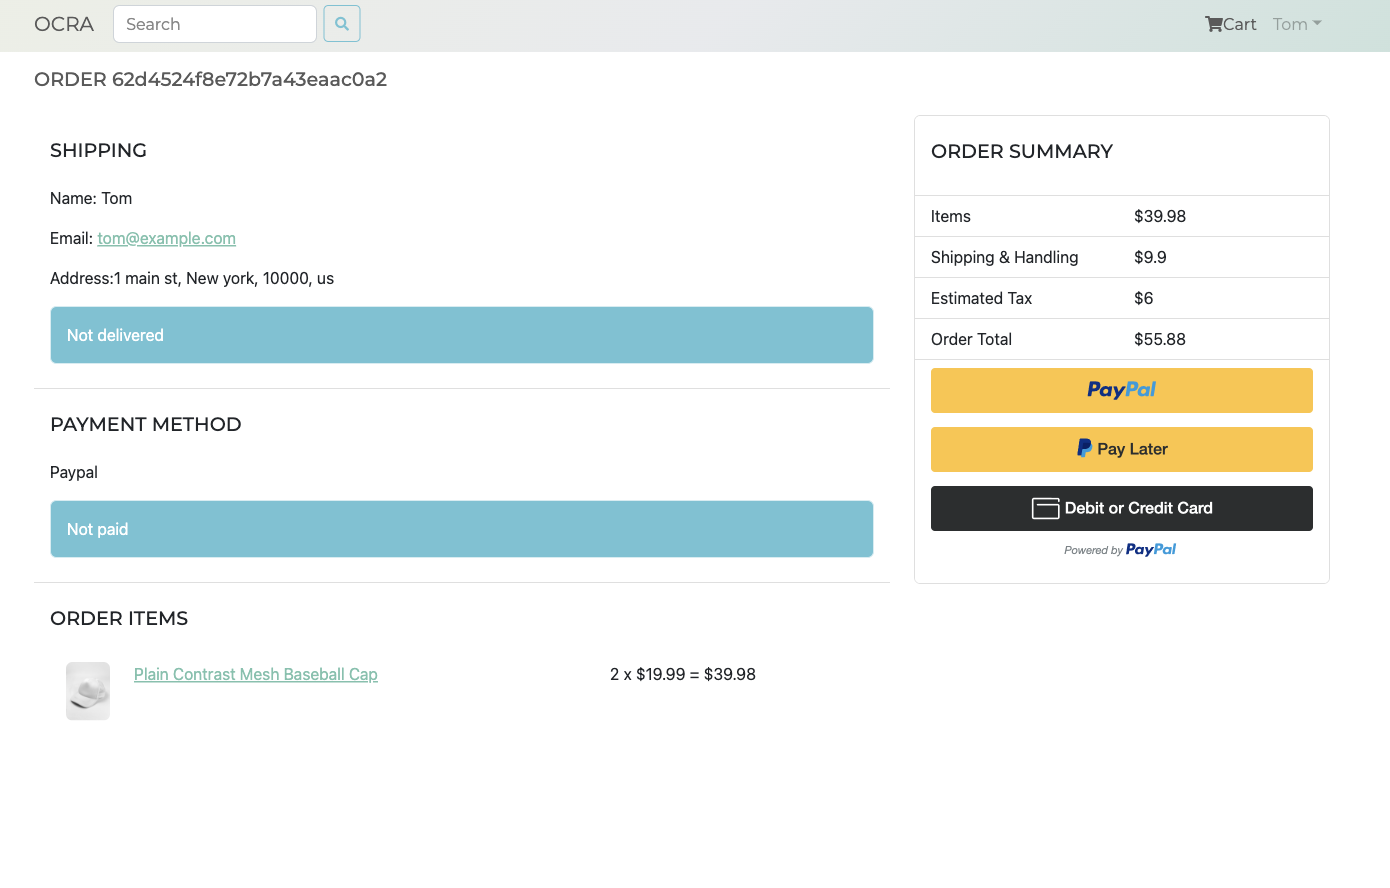 OCRA Search Cart Tom
ORDER 62d4524f8e72b7a43eaac0a2
SHIPPING
Name: Tom
Email: tom@example.com
Address:1 main st, New york, 10000, us
Not delivered
PAYMENT METHOD
Paypal
Not paid
ORDER ITEMS
Plain Contrast Mesh Baseball Cap 2 x $19.99 = $39.98
ORDER SUMMARY
Items $39.98
Shipping & Handling $9.9
Estimated Tax $6
Order Total $55.88
PayPal
Pay Later
Debit or Credit Card
Powered by PayPal